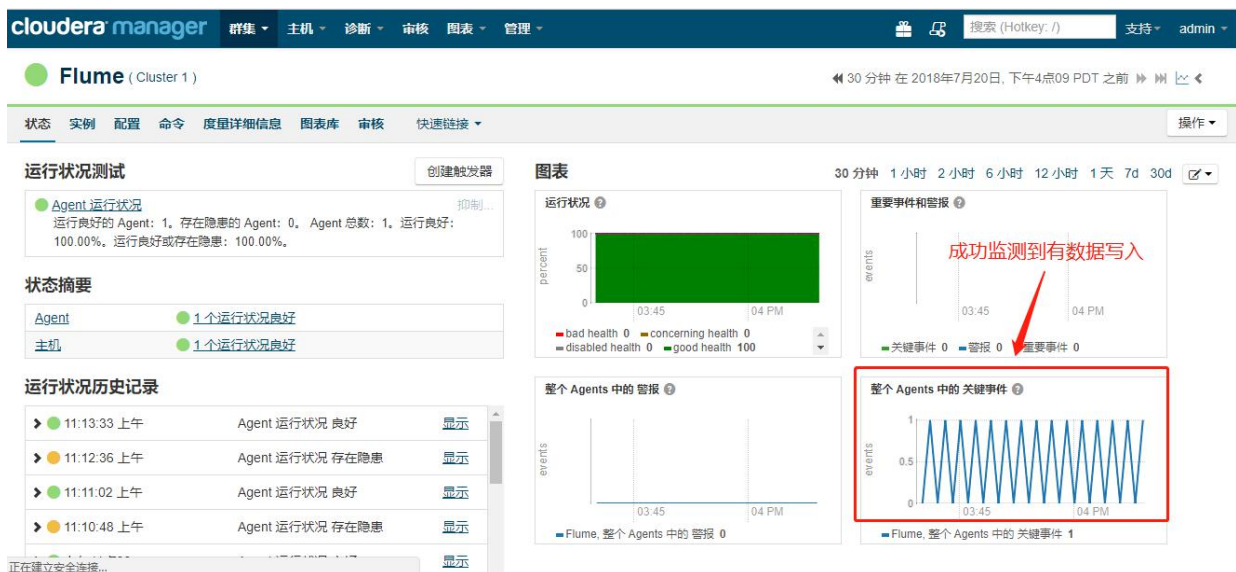 cloudera manager 群集 主机 诊断 审核 图表 管理 搜索 (Hotkey: /) 支持 admin
Flume ( Cluster 1 ) 30 分钟 在 2018年7月20日, 下午4点09 PDT 之前
状态 实例 配置 命令 度量详细信息 图表库 审核 快速链接 操作
运行状况测试 创建触发器
Agent 运行状况 抑制...
运行良好的 Agent: 1。存在隐患的 Agent: 0。 Agent 总数: 1。运行良好:
100.00%。运行良好或存在隐患: 100.00%。
状态摘要
Agent 1 个运行状况良好
主机 1 个运行状况良好
运行状况历史记录
11:13:33 上午 Agent 运行状况 良好 显示
11:12:36 上午 Agent 运行状况 存在隐患 显示
11:11:02 上午 Agent 运行状况 良好 显示
11:10:48 上午 Agent 运行状况 存在隐患 显示
显示
正在建立安全连接...
图表 30 分钟 1 小时 2 小时 6 小时 12 小时 1 天 7d 30d
运行状况
percent
100
50
0
03:45 04 PM
bad health 0 concerning health 0
disabled health 0 good health 100
重要事件和警报
成功监测到有数据写入
events
03:45 04 PM
关键事件 0 警报 0 重要事件 0
整个 Agents 中的 警报
events
03:45 04 PM
Flume, 整个 Agents 中的 警报 0
整个 Agents 中的 关键事件
events
1
0.5
0
03:45 04 PM
Flume, 整个 Agents 中的 关键事件 1